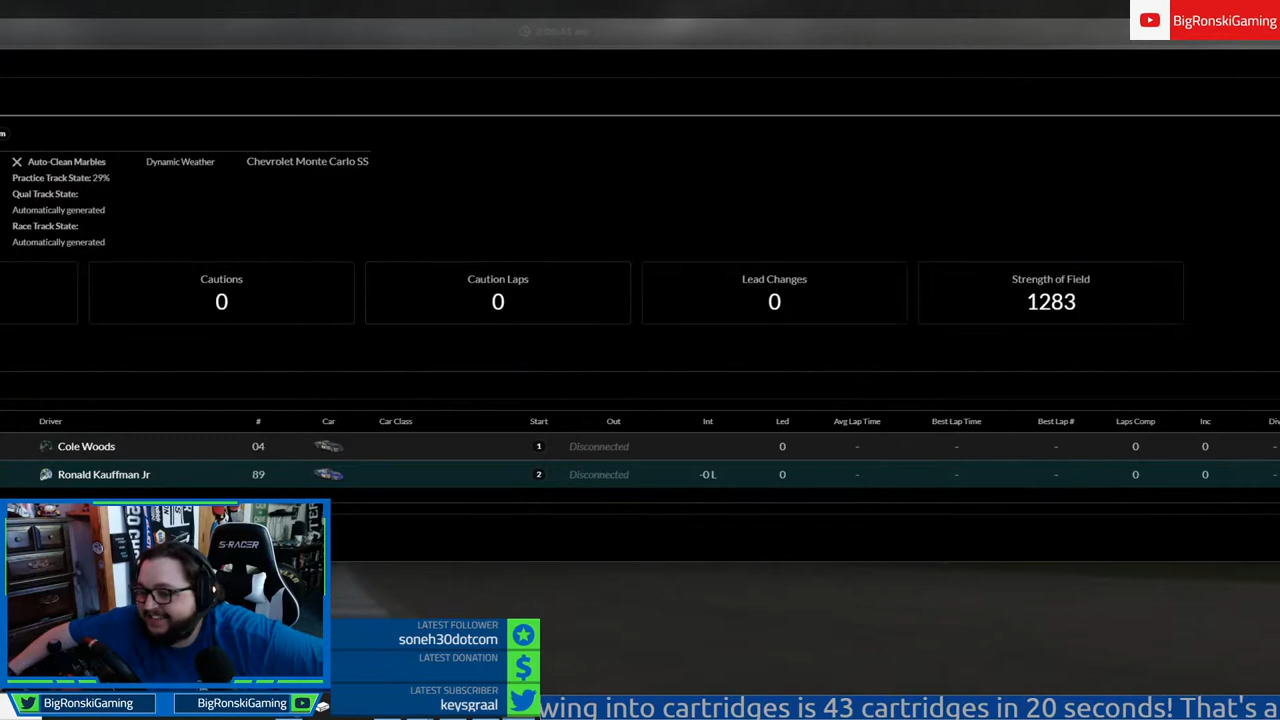 BigRonskiGaming
Auto-Clean Marbles Dynamic Weather Chevrolet Monte Carlo SS
Practice Track State: 29%
Qual Track State:
Automatically generated
Race Track State:
Automatically generated
Cautions Caution Laps Lead Changes Strength of Field
0 0 0 1283
Driver # Car Car Class Start Out Int Led Avg Lap Time Best Lap Time Best Lap # Laps Comp Inc
Cole Woods 04 1 Disconnected 0 - - - 0 0 -
Ronald Kauffman Jr 89 2 Disconnected -0 L 0 - - - 0 0 -
S-RACER
LATEST FOLLOWER
soneh30dotcom
LATEST DONATION
$
LATEST SUBSCRIBER
keysgraal
BigRonskiGaming BigRonskiGaming
wing into cartridges is 43 cartridges in 20 seconds! That's a